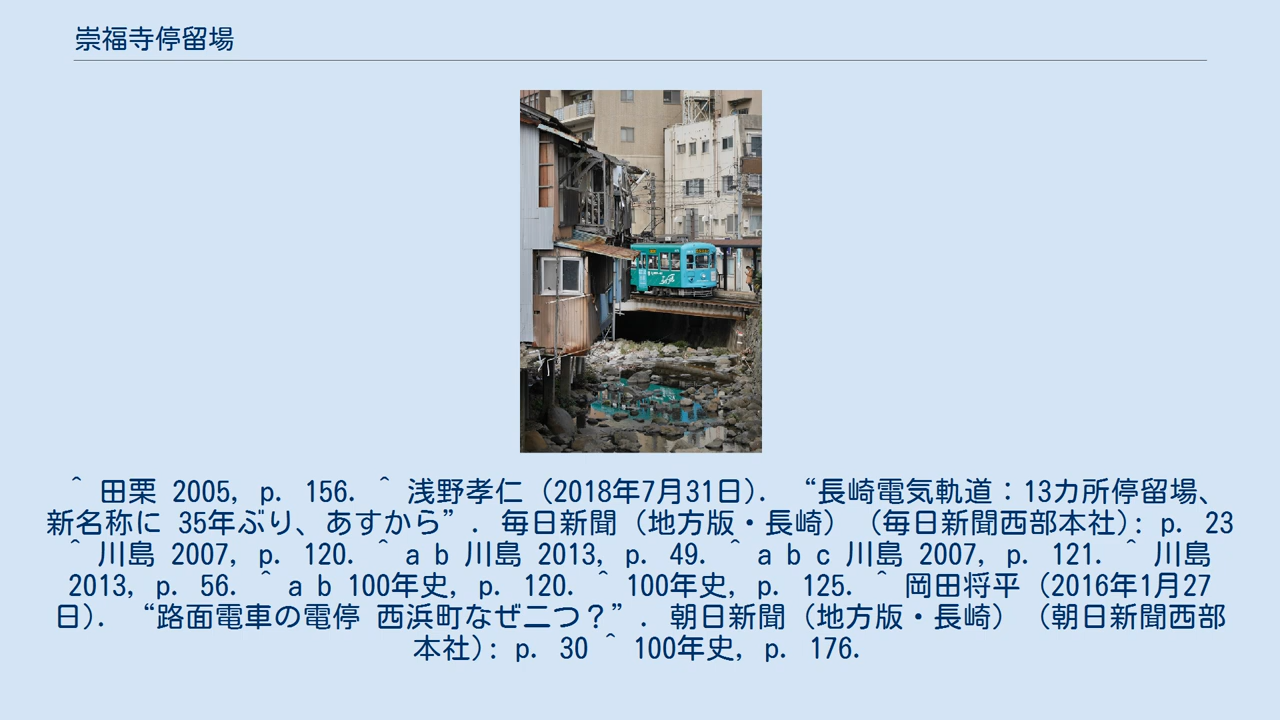 崇福寺停留場
^ 田栗 2005, p. 156. ^ 浅野孝仁 (2018年7月31日). “長崎電気軌道：13カ所停留場、
新名称に 35年ぶり、あすから”. 毎日新聞 (地方版・長崎) (毎日新聞西部本社): p. 23
^ 川島 2007, p. 120. ^ a b 川島 2013, p. 49. ^ a b c 川島 2007, p. 121. ^ 川島
2013, p. 56. ^ a b 100年史, p. 120. ^ 100年史, p. 125. ^ 岡田将平 (2016年1月27
日). “路面電車の電停 西浜町なぜ二つ？”. 朝日新聞 (地方版・長崎) (朝日新聞西部
本社): p. 30 ^ 100年史, p. 176.